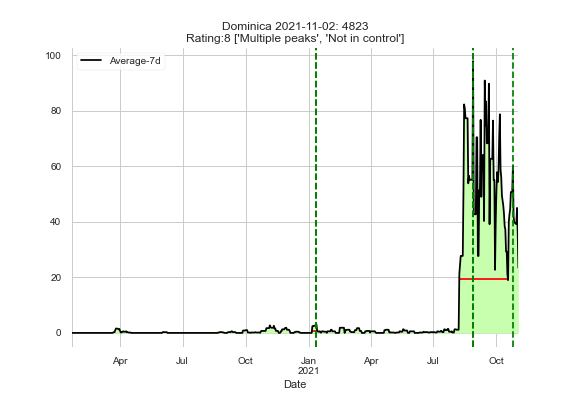 Dominica 2021-11-02: 4823
Rating:8 ['Multiple peaks', 'Not in control']
Average-7d
100
80
60
40
20
0
Apr
Jul
Oct
Jan
2021
Apr
Jul
Oct
Date